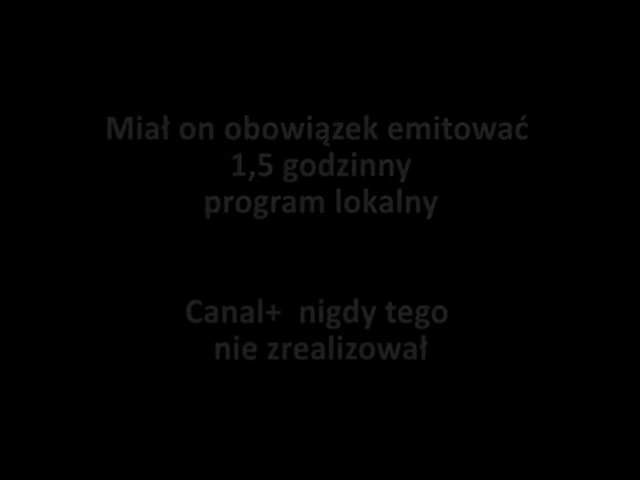 Miał on obowiązek emitować
1,5 godzinny
program lokalny
Canal+ nigdy tego
nie zrealizował